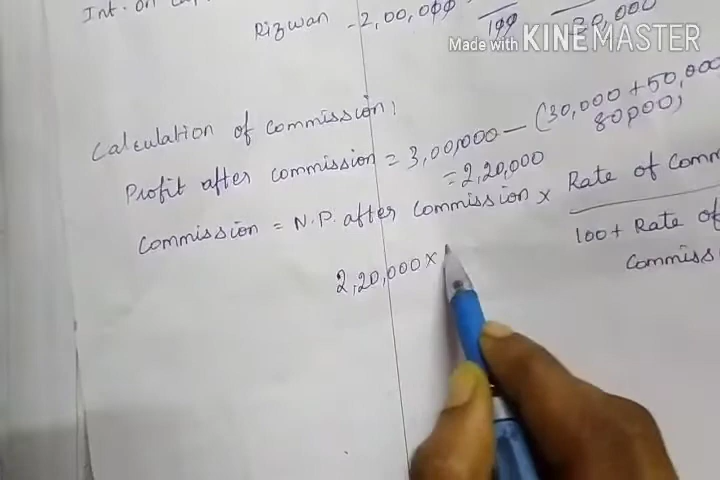 Int. on
Rizwan - 2,00,000
100
20,000
Made with KINEMASTER
Calculation of commission:
Profit after commission = 3,00,000 - (30,000 + 50,000
80000)
= 2,20,000
Commission = N.P. after commission × Rate of Comm
100 + Rate of
Commiss
2,20,000 ×